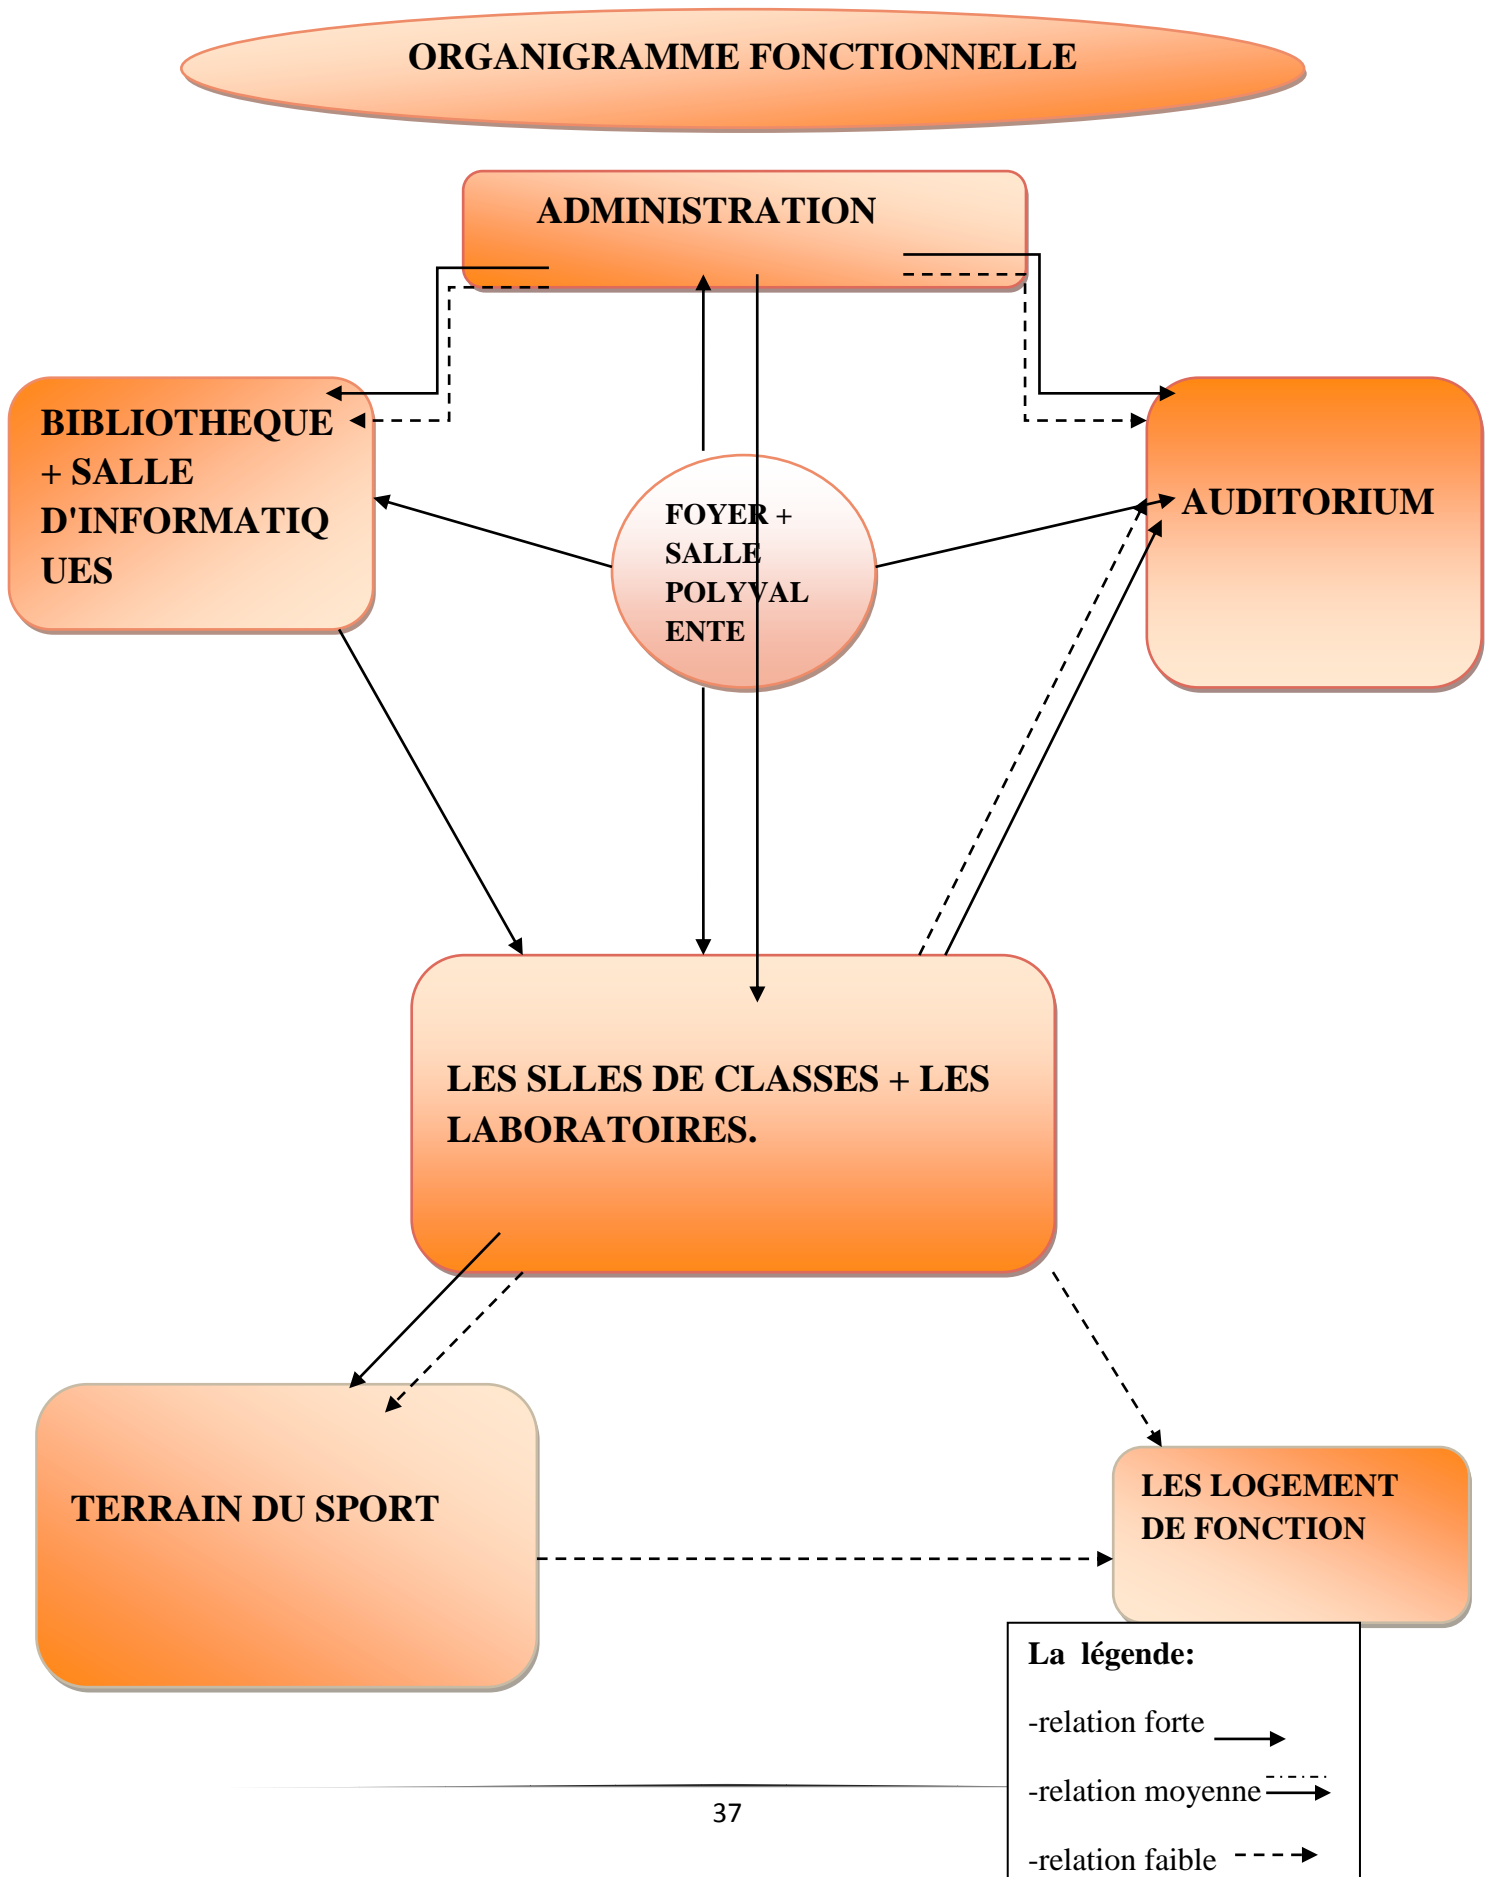 ORGANIGRAMME FONCTIONNELLE
ADMINISTRATION
BIBLIOTHEQUE
+ SALLE
D'INFORMATIQ
UES
FOYER +
SALLE
POLYVAL
ENTE
AUDITORIUM
LES SLLES DE CLASSES + LES
LABORATOIRES.
TERRAIN DU SPORT
LES LOGEMENT
DE FONCTION
La légende:
-relation forte
-relation moyenne
-relation faible
37